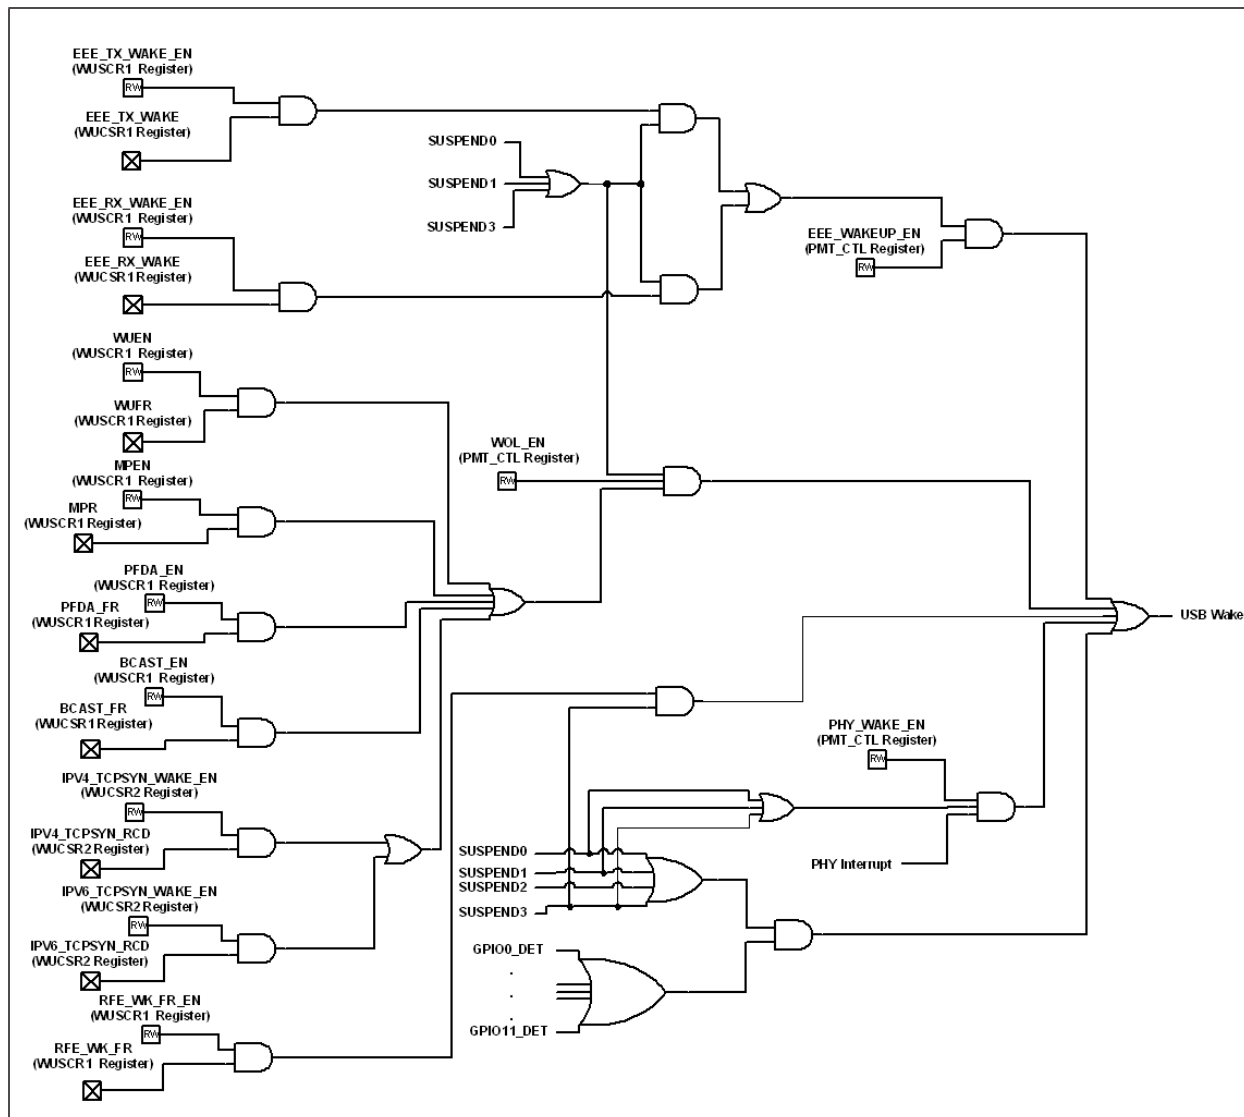 EEE_TX_WAKE_EN
(WUSCR1 Register)
RW
EEE_TX_WAKE
(WUCSR1 Register)
SUSPEND0
SUSPEND1
SUSPEND3
EEE_RX_WAKE_EN
(WUSCR1 Register)
RW
EEE_RX_WAKE
(WUCSR1 Register)
EEE_WAKEUP_EN
(PMT_CTL Register)
RW
WUEN
(WUSCR1 Register)
RW
WUFR
(WUSCR1 Register)
WOL_EN
(PMT_CTL Register)
RW
MPEN
(WUSCR1 Register)
RW
MPR
(WUSCR1 Register)
PFDA_EN
(WUSCR1 Register)
RW
PFDA_FR
(WUSCR1 Register)
USB Wake
BCAST_EN
(WUSCR1 Register)
RW
BCAST_FR
(WUCSR1 Register)
PHY_WAKE_EN
(PMT_CTL Register)
RW
IPV4_TCPSYN_WAKE_EN
(WUCSR2 Register)
RW
IPV4_TCPSYN_RCD
(WUCSR2 Register)
SUSPEND0
SUSPEND1
SUSPEND2
SUSPEND3
PHY Interrupt
IPV6_TCPSYN_WAKE_EN
(WUCSR2 Register)
RW
IPV6_TCPSYN_RCD
(WUCSR2 Register)
GPIO0_DET
.
.
.
GPIO11_DET
RFE_WK_FR_EN
(WUSCR1 Register)
RW
RFE_WK_FR
(WUSCR1 Register)